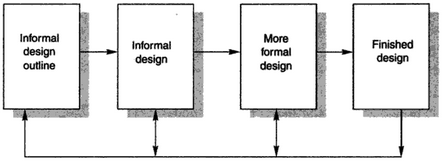 Informal
design
outline
Informal
design
More
formal
design
Finished
design